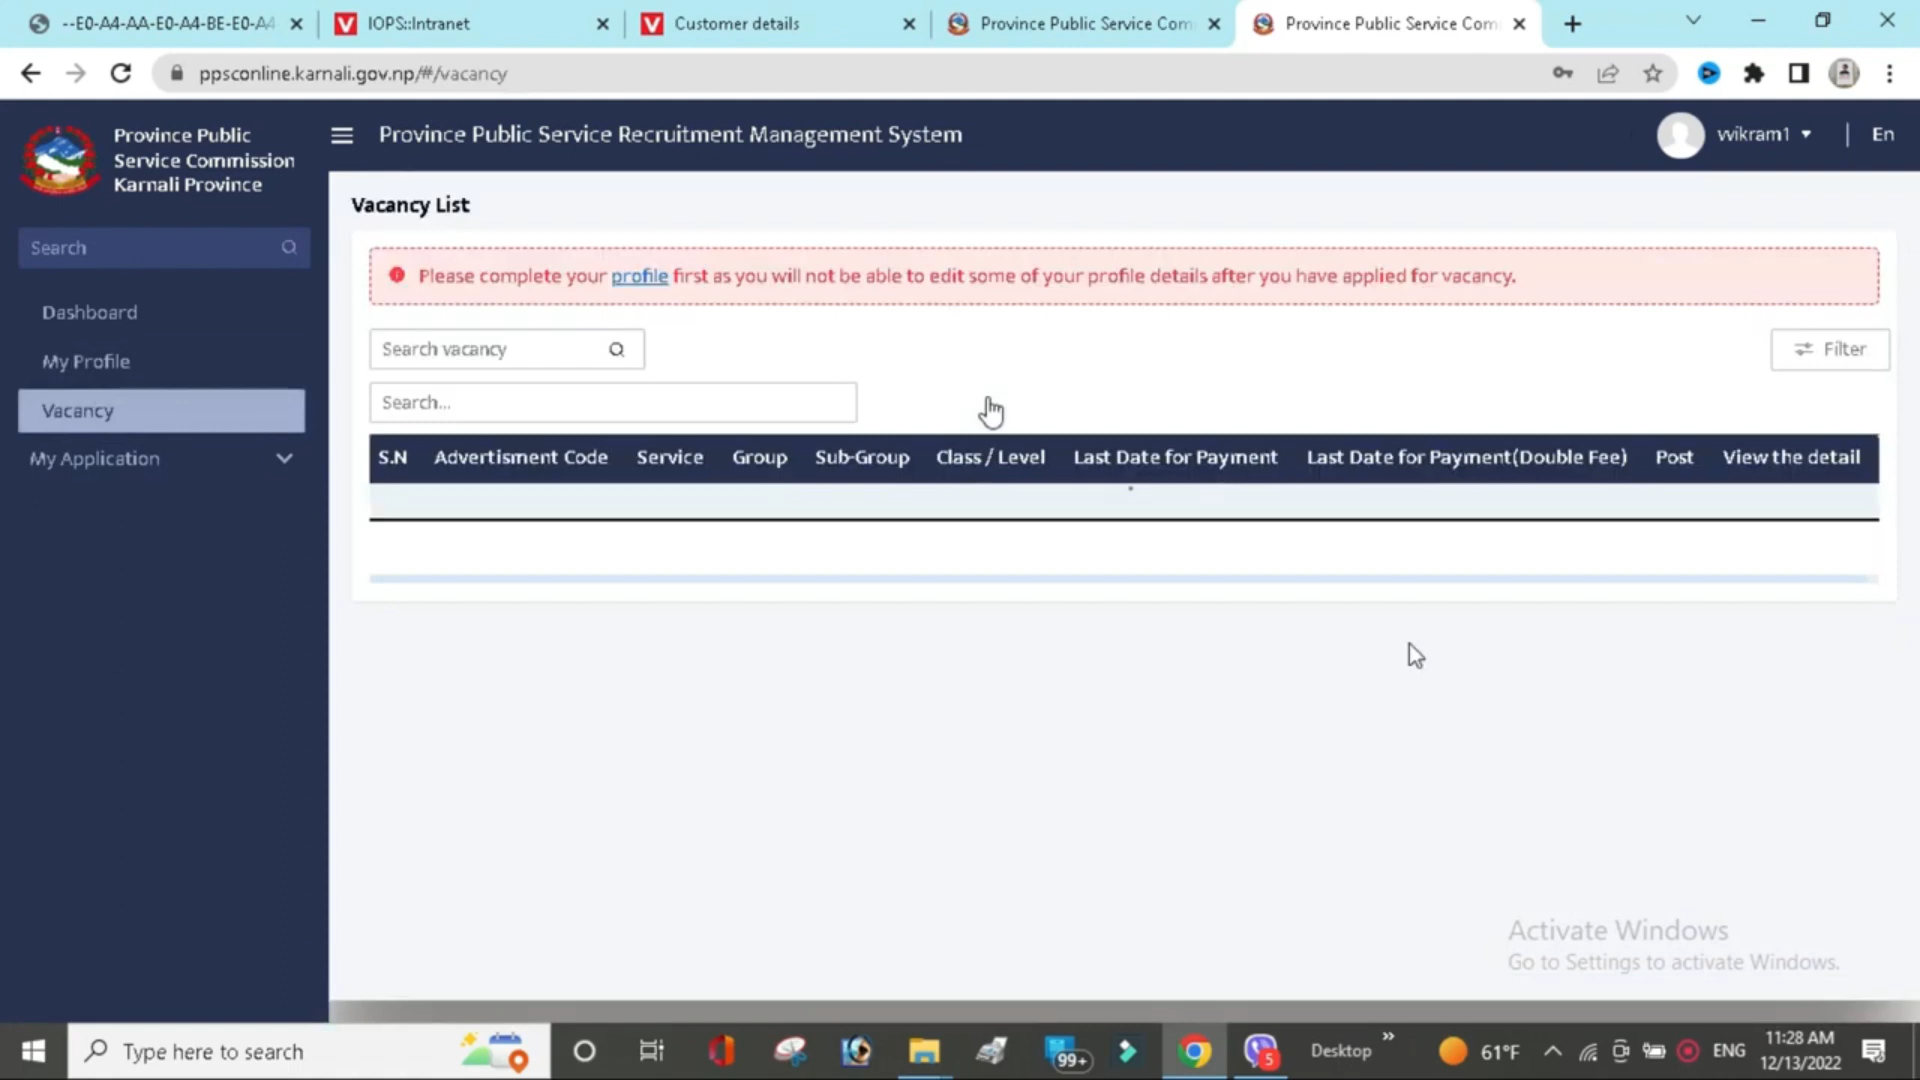 --E0-A4-AA-E0-A4-BE-E0-A4
IOPS::Intranet
Customer details
Province Public Service Com
Province Public Service Com
ppsconline.karnali.gov.np/#/vacancy
Province Public
Service Commission
Karnali Province
Province Public Service Recruitment Management System
vvikram1
En
Search
Dashboard
My Profile
Vacancy
My Application
Vacancy List
Please complete your profile first as you will not be able to edit some of your profile details after you have applied for vacancy.
Search vacancy
Filter
Search...
S.N Advertisment Code Service Group Sub-Group Class / Level Last Date for Payment Last Date for Payment(Double Fee) Post View the detail
Activate Windows
Go to Settings to activate Windows.
Type here to search
99+
5
Desktop
61°F
ENG
11:28 AM
12/13/2022